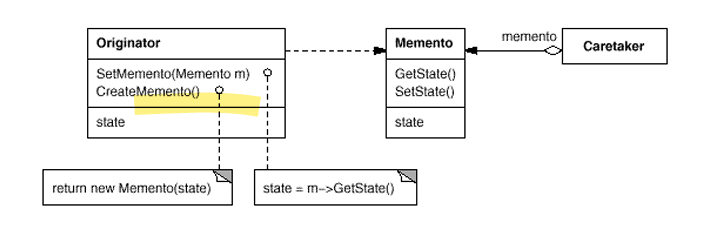 memento
Originator
Memento
Caretaker
SetMemento(Memento m)
GetState()
CreateMemento()
SetState()
state
state
return new Memento(state)
state = m->GetState()